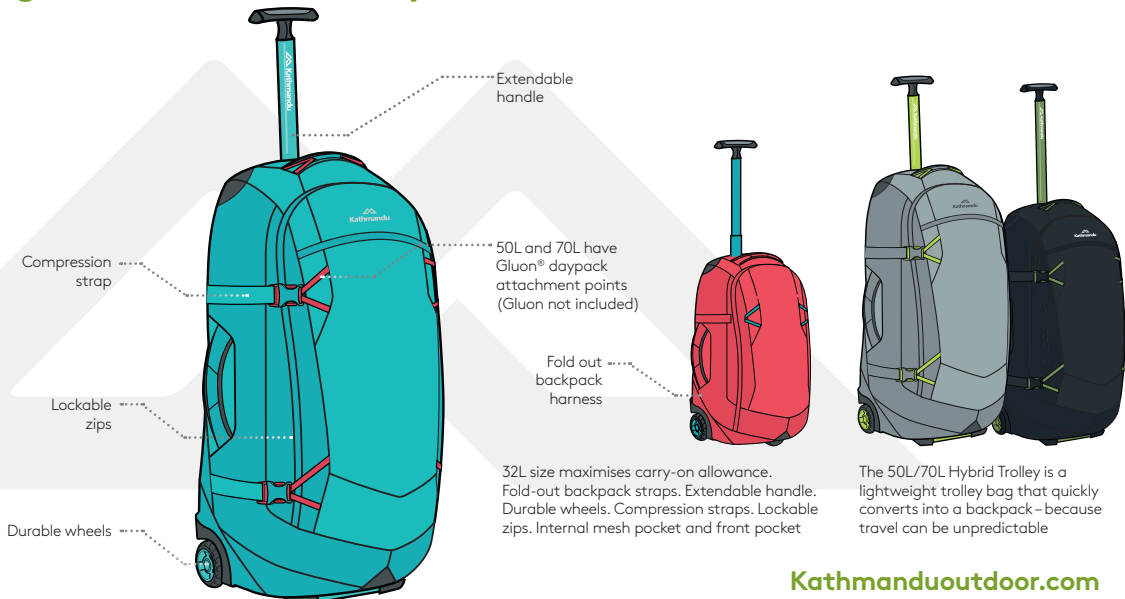 Kathmandu
Extendable
handle
Kathmandu
Compression
strap
50L and 70L have
Gluon® daypack
attachment points
(Gluon not included)
Lockable
zips
Fold out
backpack
harness
Durable wheels
Kathmandu
Kathmandu
32L size maximises carry-on allowance.
Fold-out backpack straps. Extendable handle.
Durable wheels. Compression straps. Lockable
zips. Internal mesh pocket and front pocket
The 50L/70L Hybrid Trolley is a
lightweight trolley bag that quickly
converts into a backpack – because
travel can be unpredictable
Kathmanduoutdoor.com